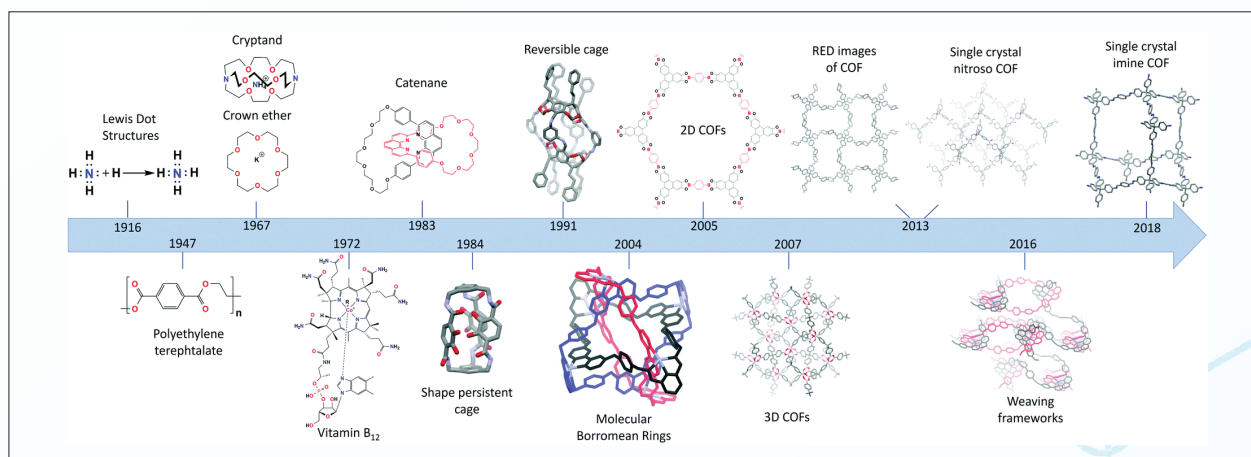 Cryptand
Crown ether
K⊕
Lewis Dot
Structures
H H
H:N:+ H → H:N:H
H H
1916
1967
Catenane
1983
Reversible cage
1991
2D COFs
2005
RED images
of COF
Single crystal
nitroso COF
2013
Single crystal
imine COF
2018
1947
Polyethylene
terephtalate
n
1972
Vitamin B12
1984
Shape persistent
cage
2004
Molecular
Borromean Rings
2007
3D COFs
2016
Weaving
frameworks